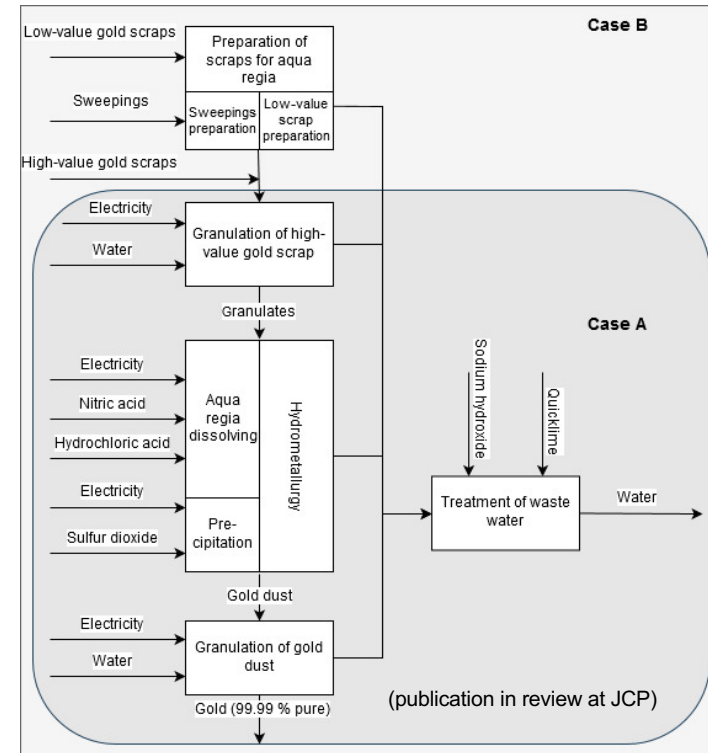 Case B
Low-value gold scraps
Preparation of
scraps for aqua
regia
Sweepings
Sweepings
preparation
Low-value
scrap
preparation
High-value gold scraps
Electricity
Water
Granulation of high-
value gold scrap
Granulates
Case A
Electricity
Nitric acid
Hydrochloric acid
Aqua
regia
dissolving
Hydrometallurgy
Electricity
Sulfur dioxide
Pre-
cipitation
Sodium hydroxide
Quicklime
Treatment of waste
water
Water
Gold dust
Electricity
Water
Granulation of gold
dust
Gold (99.99 % pure)
(publication in review at JCP)